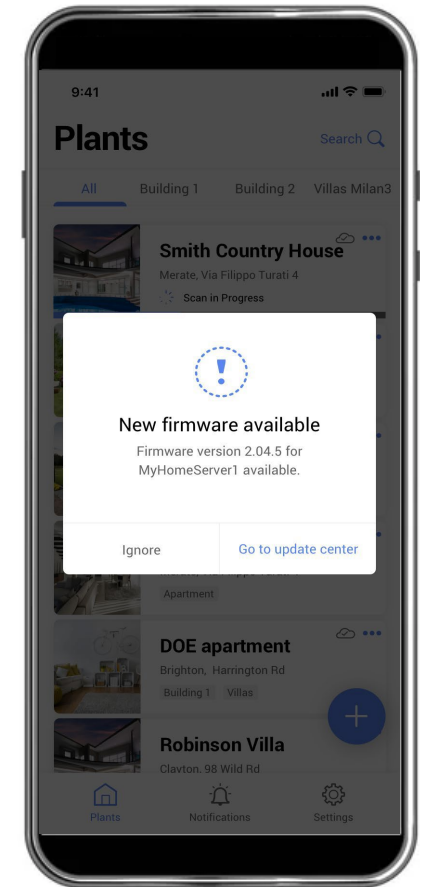 9:41
Plants
Search
All Building 1 Building 2 Villas Milan3
Smith Country House
Merate, Via Filippo Turati 4
Scan in Progress
!
New firmware available
Firmware version 2.04.5 for
MyHomeServer1 available.
Ignore Go to update center
Apartment
DOE apartment
Brighton, Harrington Rd
Building 1 Villas
Robinson Villa
Clayton, 98 Wild Rd
Plants Notifications Settings